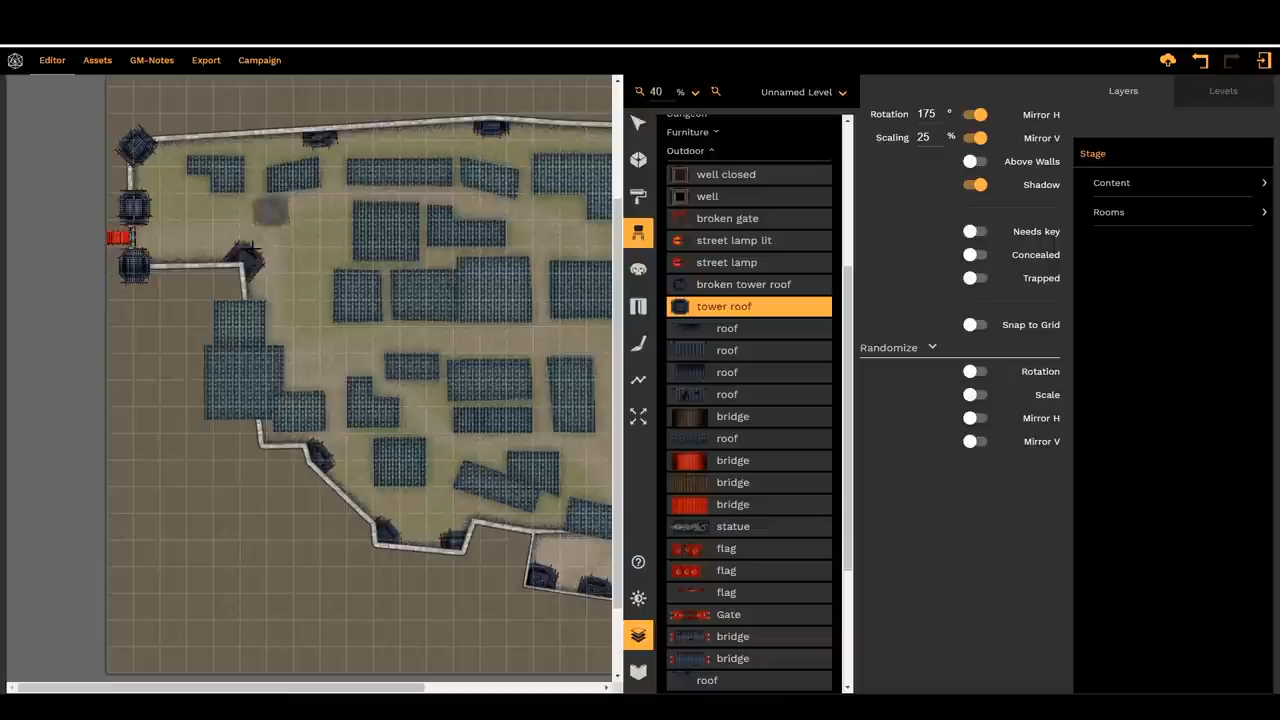 Editor Assets GM-Notes Export Campaign
40 % Unnamed Level
Layers Levels
Furniture
Outdoor
well closed
well
broken gate
street lamp lit
street lamp
broken tower roof
tower roof
roof
roof
roof
roof
bridge
roof
bridge
bridge
bridge
statue
flag
flag
flag
Gate
bridge
bridge
roof
Rotation 175 ° Mirror H
Scaling 25 % Mirror V
Above Walls
Shadow
Needs key
Concealed
Trapped
Snap to Grid
Randomize
Rotation
Scale
Mirror H
Mirror V
Stage
Content
Rooms